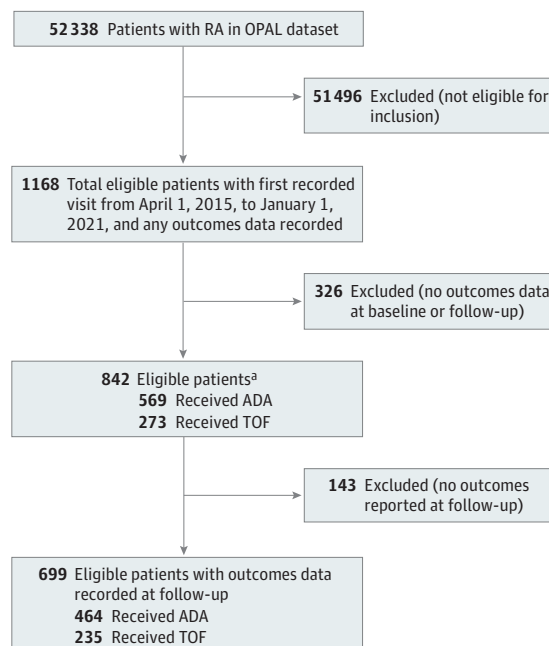 52 338 Patients with RA in OPAL dataset
51 496 Excluded (not eligible for
inclusion)
1168 Total eligible patients with first recorded
visit from April 1, 2015, to January 1,
2021, and any outcomes data recorded
326 Excluded (no outcomes data
at baseline or follow-up)
842 Eligible patientsa
569 Received ADA
273 Received TOF
143 Excluded (no outcomes
reported at follow-up)
699 Eligible patients with outcomes data
recorded at follow-up
464 Received ADA
235 Received TOF